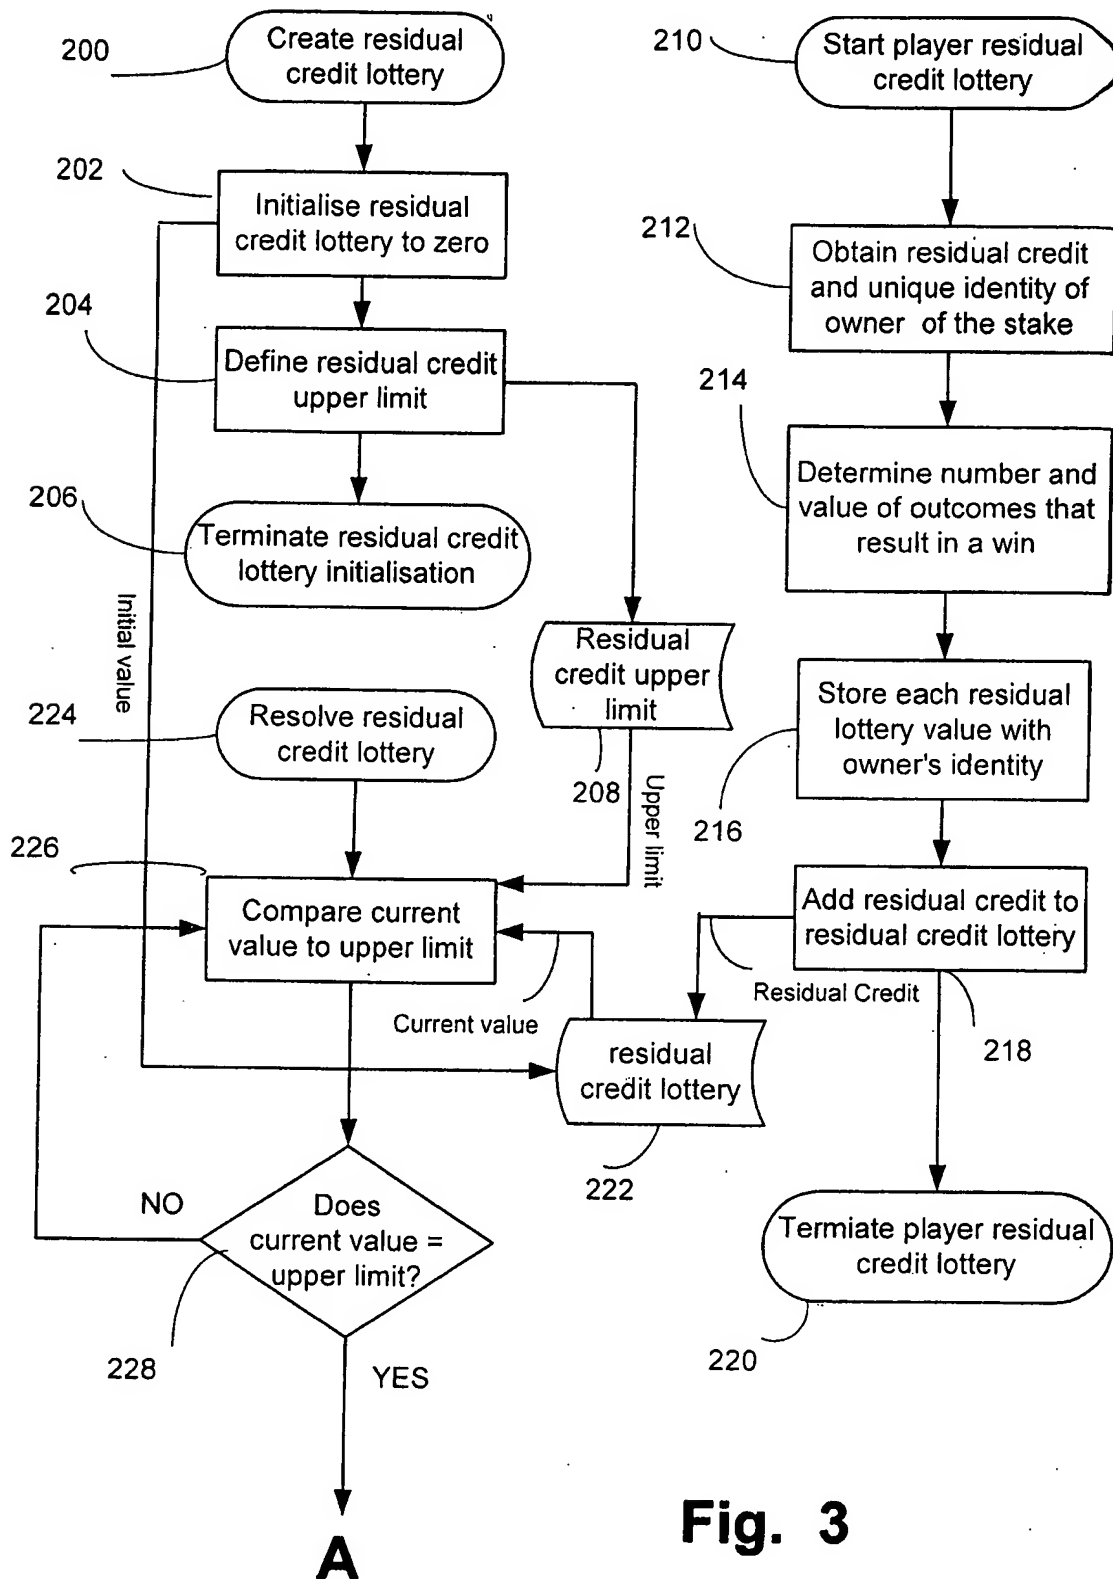 200
Create residual
credit lottery
202
Initialise residual
credit lottery to zero
204
Define residual credit
upper limit
206
Terminate residual credit
lottery initialisation
Initial value
Residual
credit upper
limit
208
Upper limit
224
Resolve residual
credit lottery
226
Compare current
value to upper limit
Current value
residual
credit lottery
222
NO
Does
current value =
upper limit?
228
YES
A
210
Start player residual
credit lottery
212
Obtain residual credit
and unique identity of
owner of the stake
214
Determine number and
value of outcomes that
result in a win
Store each residual
lottery value with
owner's identity
216
Add residual credit to
residual credit lottery
Residual Credit
218
Termiate player residual
credit lottery
220
Fig. 3